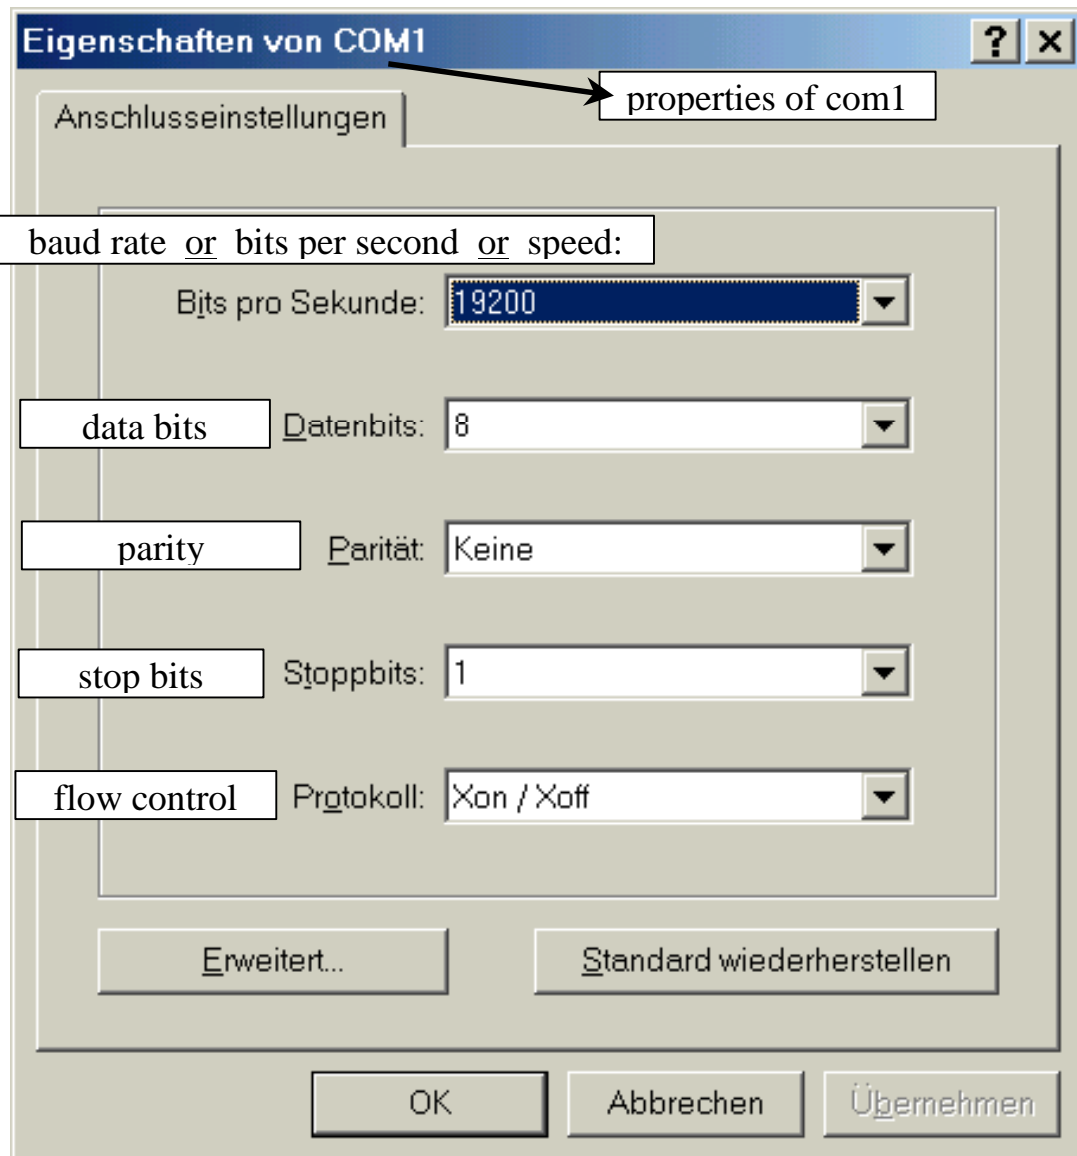 Eigenschaften von COM1
properties of com1
Anschlusseinstellungen
baud rate or bits per second or speed:
Bits pro Sekunde: 19200
data bits Datenbits: 8
parity Parität: Keine
stop bits Stoppbits: 1
flow control Protokoll: Xon / Xoff
Erweitert... Standard wiederherstellen
OK Abbrechen Übernehmen